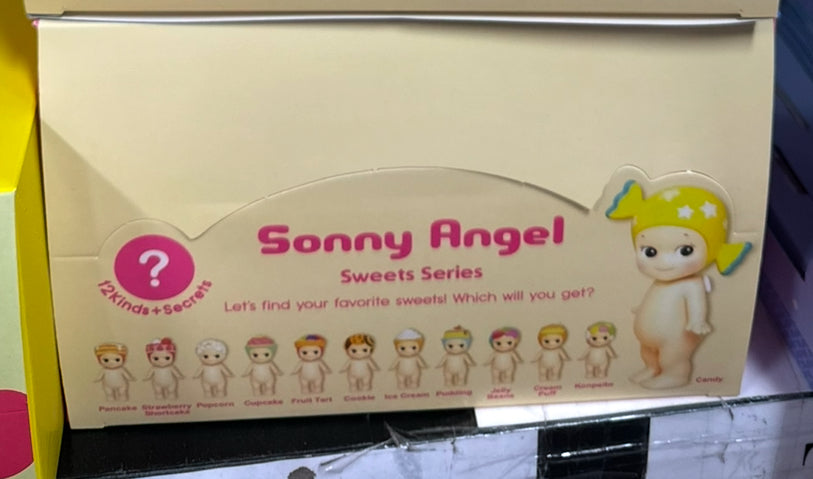 Sonny Angel
Sweets Series
?
12Kinds+Secrets
Let's find your favorite sweets! Which will you get?
Pancake
Strawberry
Shortcake
Popcorn
Cupcake
Fruit Tart
Cookie
Ice Cream
Pudding
Jelly
Beans
Cream
Puff
Konpeito
Candy